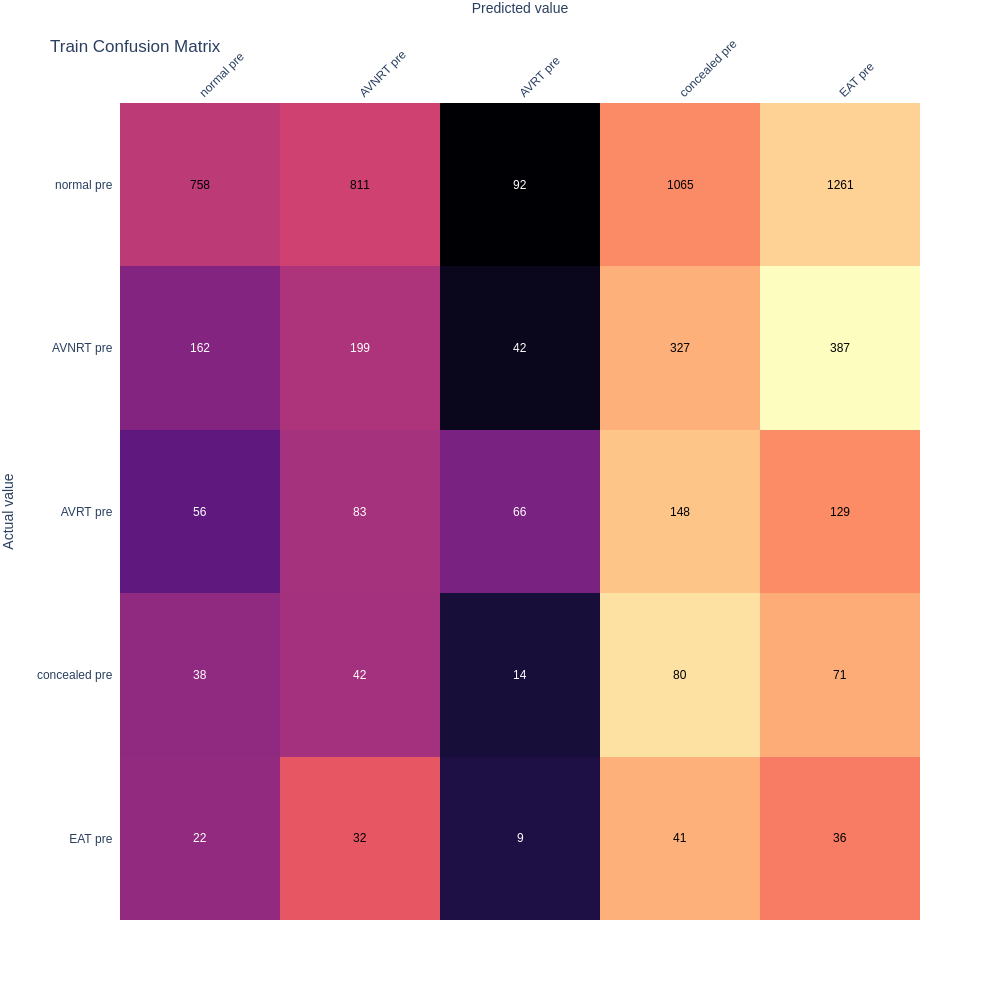 Predicted value
Train Confusion Matrix
normal pre
AVNRT pre
AVRT pre
concealed pre
EAT pre
normal pre 758 811 92 1065 1261
AVNRT pre 162 199 42 327 387
AVRT pre 56 83 66 148 129
concealed pre 38 42 14 80 71
EAT pre 22 32 9 41 36
Actual value